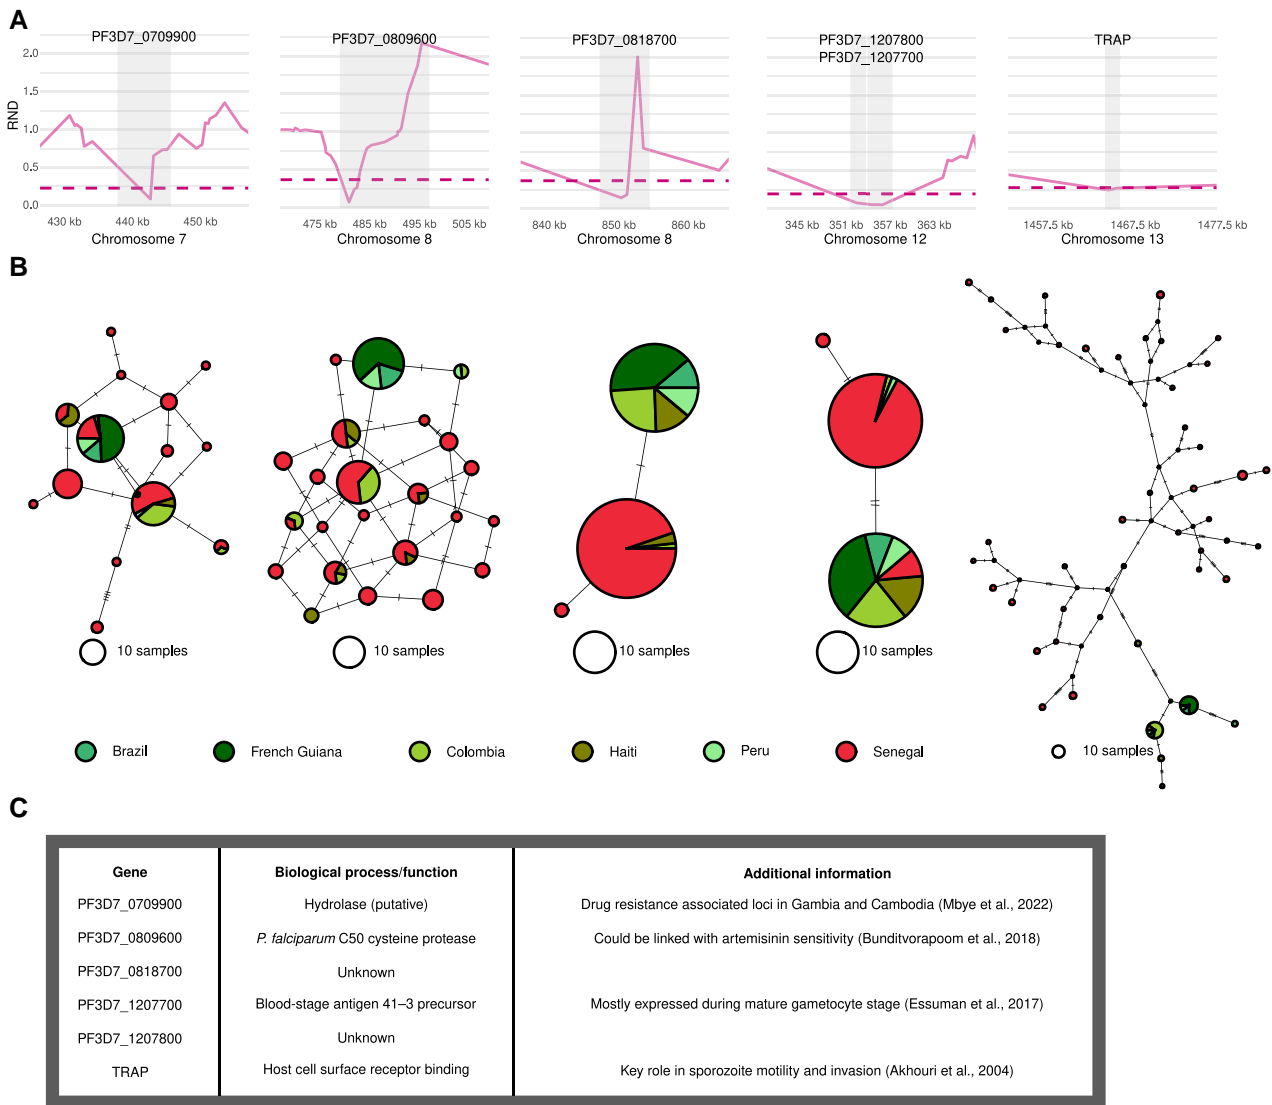 A
PF3D7_0709900
PF3D7_0809600
PF3D7_0818700
PF3D7_1207800
PF3D7_1207700
TRAP
RND
2.0
1.5
1.0
0.5
0.0
430 kb 440 kb 450 kb
Chromosome 7
475 kb 485 kb 495 kb 505 kb
Chromosome 8
840 kb 850 kb 860 kb
Chromosome 8
345 kb 351 kb 357 kb 363 kb
Chromosome 12
1457.5 kb 1467.5 kb 1477.5 kb
Chromosome 13
B
10 samples
10 samples
10 samples
10 samples
10 samples
Brazil French Guiana Colombia Haiti Peru Senegal
C
Gene Biological process/function Additional information
PF3D7_0709900 Hydrolase (putative) Drug resistance associated loci in Gambia and Cambodia (Mbye et al., 2022)
PF3D7_0809600 P. falciparum C50 cysteine protease Could be linked with artemisinin sensitivity (Bunditvorapoom et al., 2018)
PF3D7_0818700 Unknown
PF3D7_1207700 Blood-stage antigen 41–3 precursor Mostly expressed during mature gametocyte stage (Essuman et al., 2017)
PF3D7_1207800 Unknown
TRAP Host cell surface receptor binding Key role in sporozoite motility and invasion (Akhouri et al., 2004)